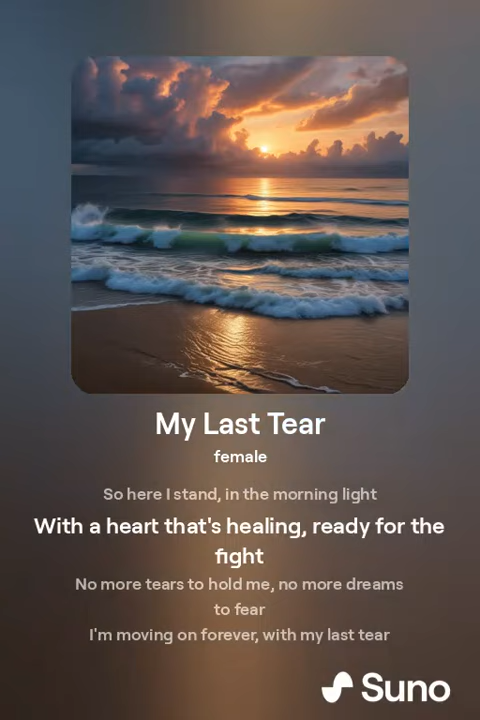 My Last Tear
female
So here I stand, in the morning light
With a heart that's healing, ready for the
fight
No more tears to hold me, no more dreams
to fear
I'm moving on forever, with my last tear
Suno